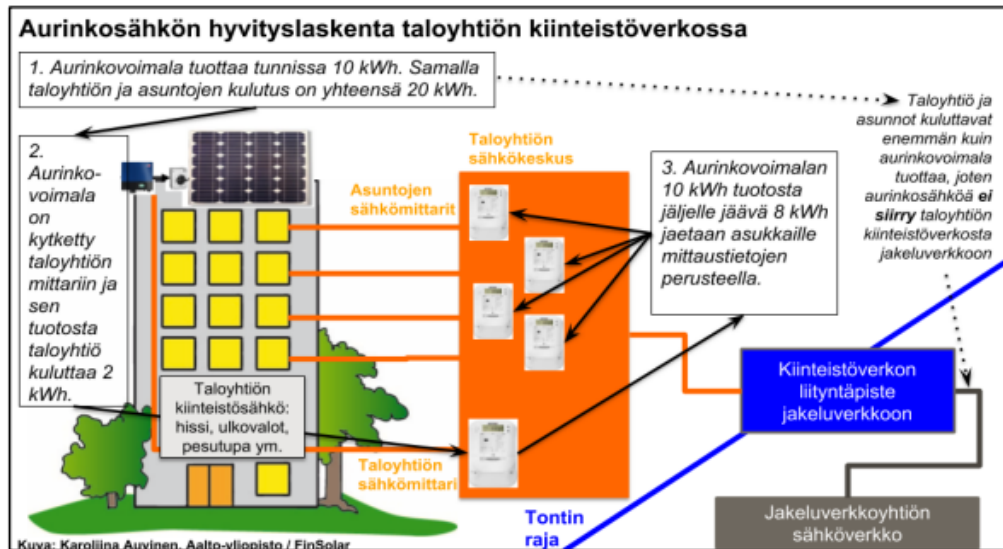 Aurinkosähkön hyvityslaskenta taloyhtiön kiinteistöverkossa
1. Aurinkovoimala tuottaa tunnissa 10 kWh. Samalla
taloyhtiön ja asuntojen kulutus on yhteensä 20 kWh.
2.
Aurinko-
voimala
on
kytketty
taloyhtiön
mittariin ja
sen
tuotosta
taloyhtiö
kuluttaa 2
kWh.
Taloyhtiön
kiinteistösähkö:
hissi, ulkovalot,
pesutupa ym.
Asuntojen
sähkömittarit
Taloyhtiön
sähkökeskus
Taloyhtiön
sähkömittari
3. Aurinkovoimalan
10 kWh tuotosta
jäljelle jäävä 8 kWh
jaetaan asukkaille
mittaustietojen
perusteella.
Taloyhtiö ja
asunnot kuluttavat
enemmän kuin
aurinkovoimala
tuottaa, joten
aurinkosähköä ei
siirry taloyhtiön
kiinteistöverkosta
jakeluverkkoon
Kiinteistöverkon
liityntäpiste
jakeluverkkoon
Tontin
raja
Jakeluverkkoyhtiön
sähköverkko
Kuva: Karoliina Auvinen, Aalto-yliopisto / FinSolar